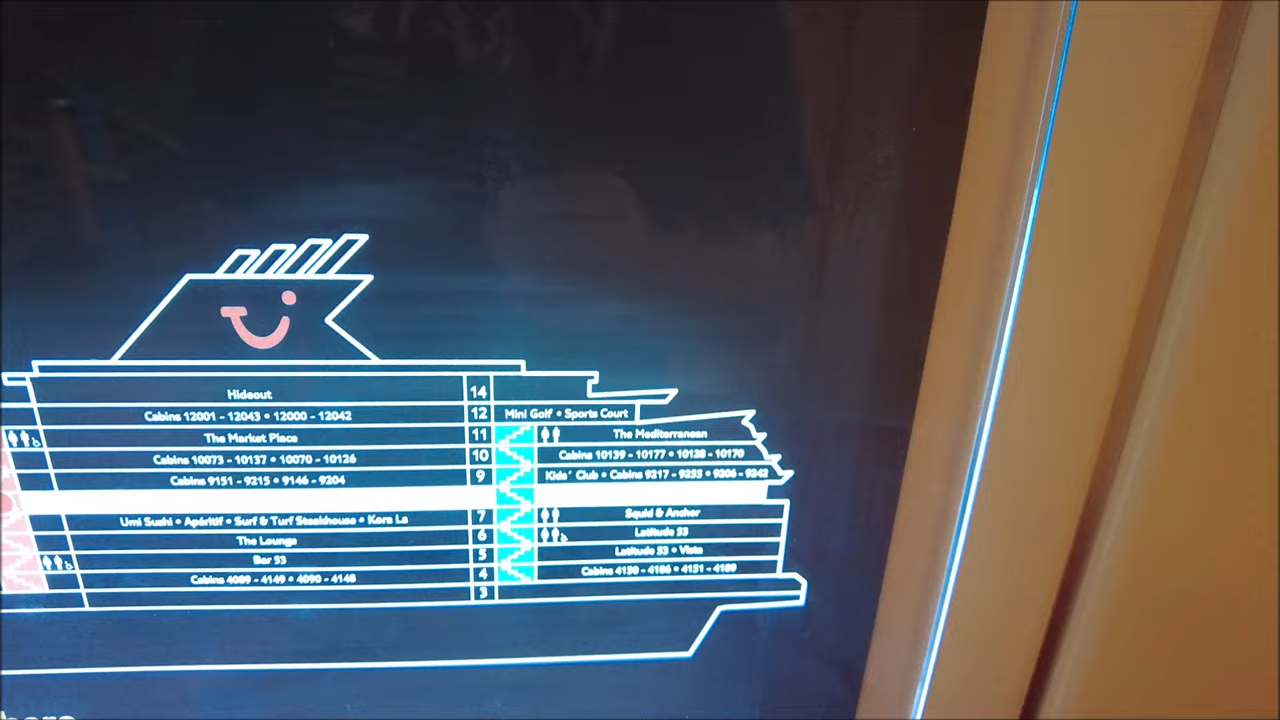 Hideout 14
Cabins 12001 - 12043 • 12000 - 12042 12 Mini Golf • Sports Court
The Market Place 11 The Mediterranean
Cabins 10073 - 10137 • 10070 - 10126 10 Cabins 10139 - 10177 • 10128 - 10170
Cabins 9151 - 9215 • 9146 - 9204 9 Kids' Club • Cabins 9217 - 9255 • 9206 - 9242
Umi Sushi • Apéritif • Surf & Turf Steakhouse • Kora La 7 Squid & Anchor
The Lounge 6 Latitude 53
Bar 53 5 Latitude 53 • Vista
Cabins 4089 - 4149 • 4090 - 4148 4 Cabins 4150 - 4186 • 4151 - 4189
3